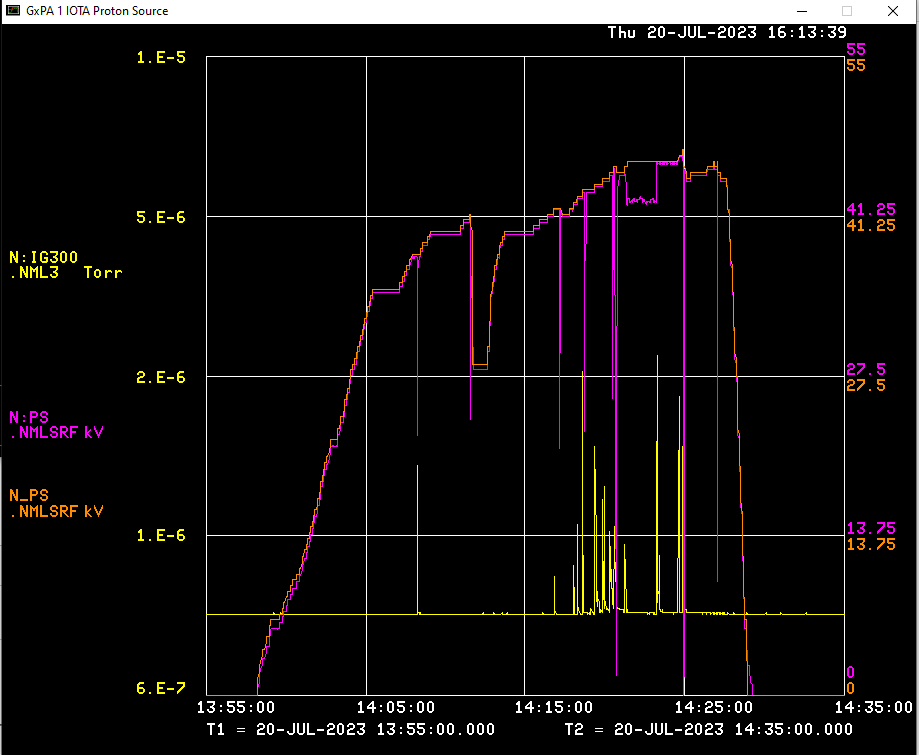 GxPA 1 IOTA Proton Source
Thu 20-JUL-2023 16:13:39
1.E-5
55
55
5.E-6
41.25
41.25
N:IG300
.NML3 Torr
2.E-6
27.5
27.5
N:PS
.NMLSRF kV
N_PS
.NMLSRF kV
1.E-6
13.75
13.75
6.E-7
0
0
13:55:00 14:05:00 14:15:00 14:25:00 14:35:00
T1 = 20-JUL-2023 13:55:00.000 T2 = 20-JUL-2023 14:35:00.000